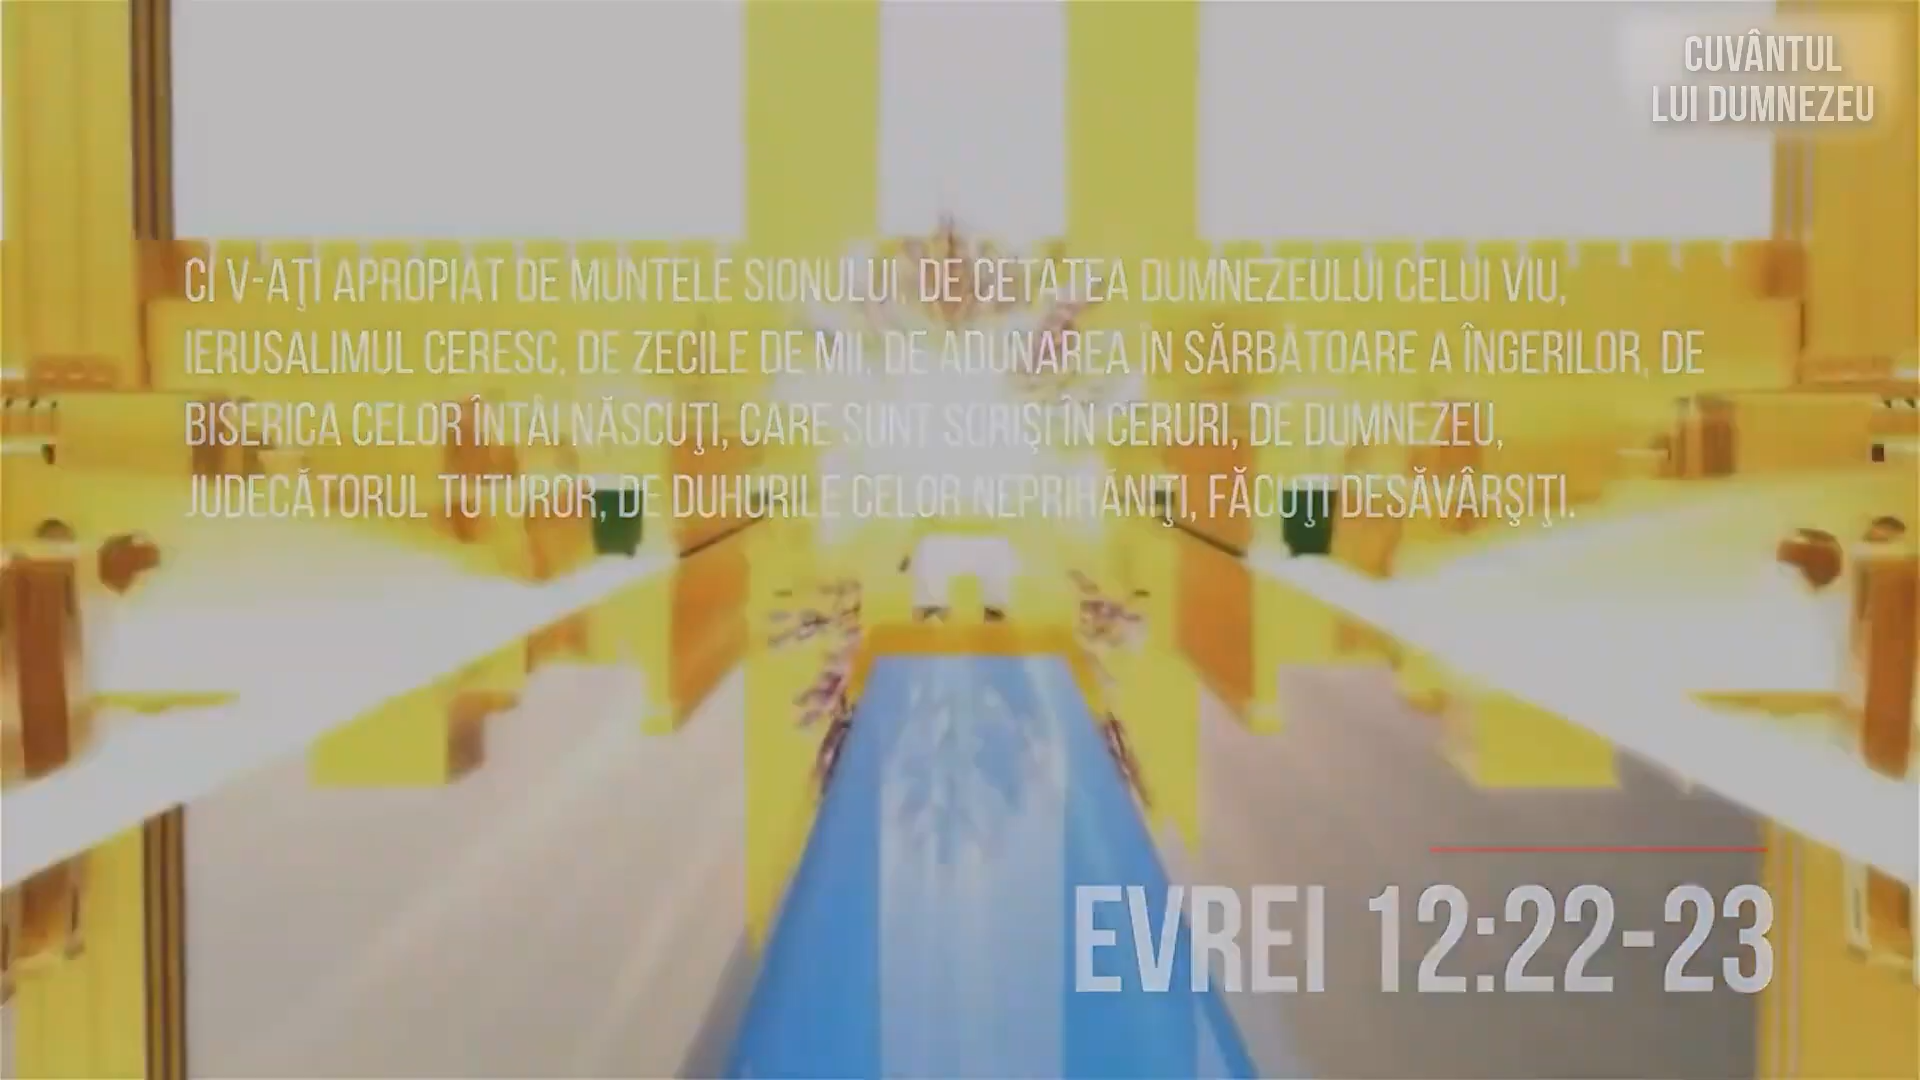 CUVÂNTUL
LUI DUMNEZEU
CI V-AŢI APROPIAT DE MUNTELE SIONULUI, DE CETATEA DUMNEZEULUI CELUI VIU,
IERUSALIMUL CERESC, DE ZECILE DE MII, DE ADUNAREA ÎN SĂRBĂTOARE A ÎNGERILOR, DE
BISERICA CELOR ÎNTÂI NĂSCUŢI, CARE SUNT SCRIŞI ÎN CERURI, DE DUMNEZEU,
JUDECĂTORUL TUTUROR, DE DUHURILE CELOR NEPRIHĂNIŢI, FĂCUŢI DESĂVÂRŞIŢI.
EVREI 12:22-23